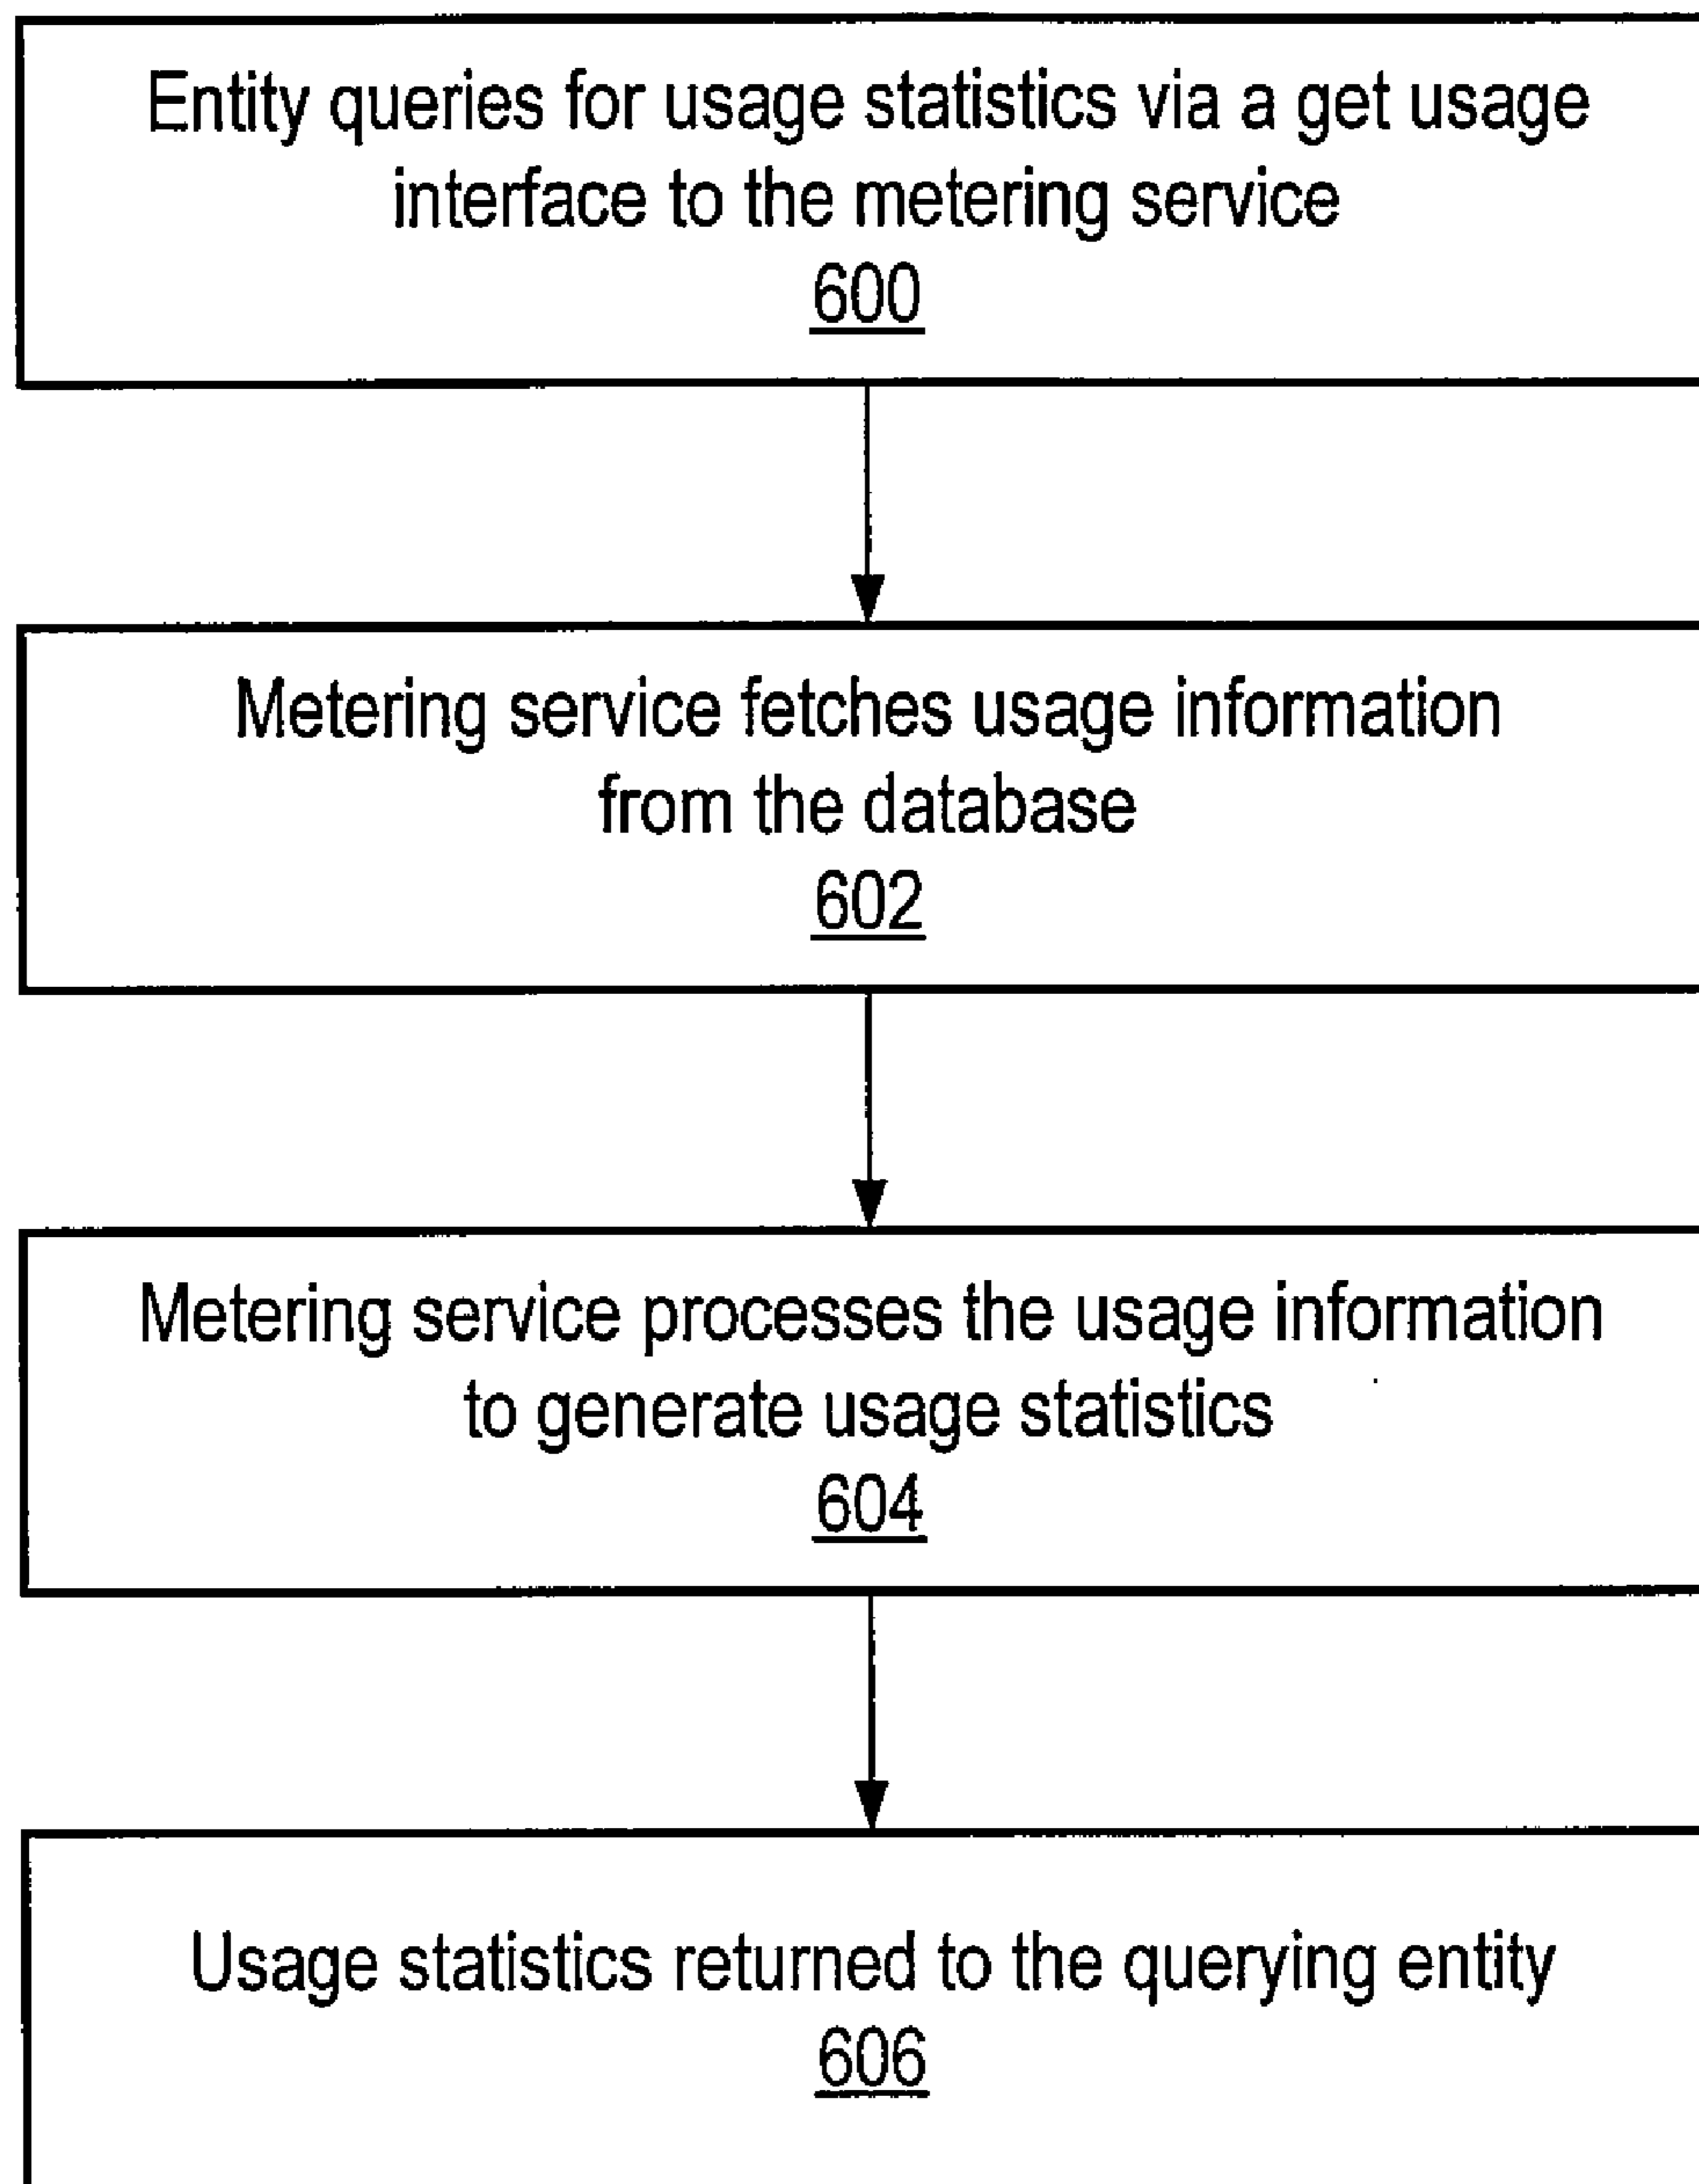 Entity queries for usage statistics via a get usage
interface to the metering service
600
Metering service fetches usage information
from the database
602
Metering service processes the usage information
to generate usage statistics
604
Usage statistics returned to the querying entity
606